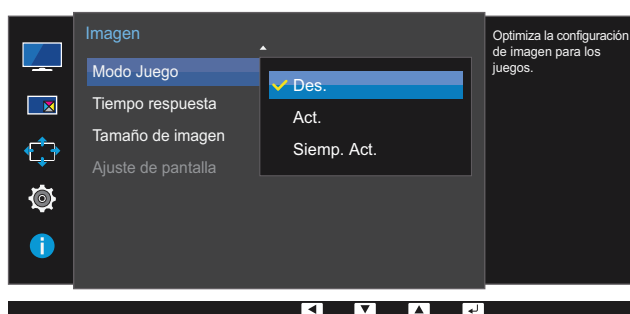 Imagen
Modo Juego
Tiempo respuesta
Tamaño de imagen
Ajuste de pantalla
Des.
Act.
Siemp. Act.
Optimiza la configuración
de imagen para los
juegos.